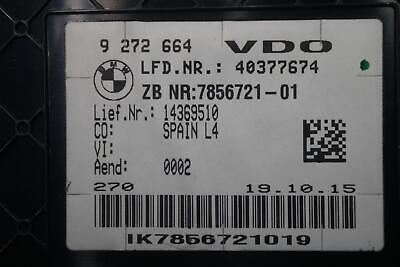 9 272 664 VDO
BMW
LFD.NR.: 40377674
ZB NR:7856721-01
Lief.Nr.: 14369510
CO: SPAIN L4
VI:
Aend: 0002
270 19.10.15
IK7856721019